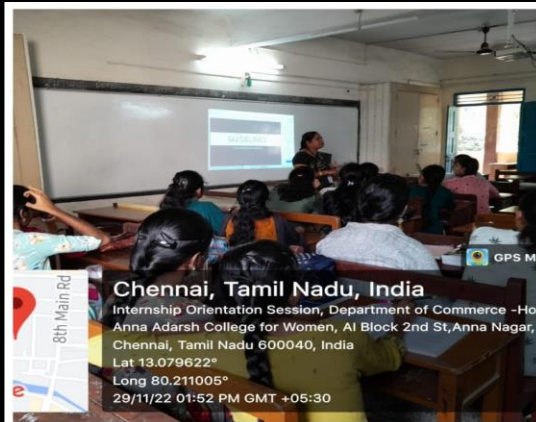 GUIDELINES
GPS M
8th Main Rd
Chennai, Tamil Nadu, India
Internship Orientation Session, Department of Commerce -Ho
Anna Adarsh College for Women, AI Block 2nd St,Anna Nagar,
Chennai, Tamil Nadu 600040, India
Lat 13.079622°
Long 80.211005°
29/11/22 01:52 PM GMT +05:30
e